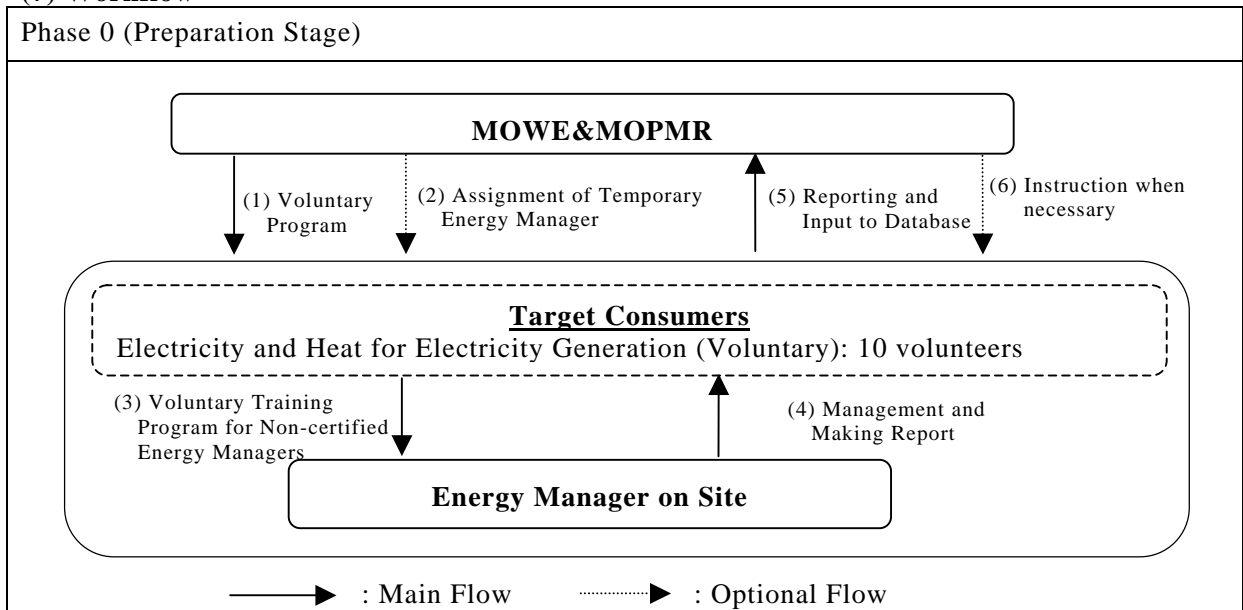 Phase 0 (Preparation Stage)
MOWE&MOPMR
(1) Voluntary
Program
(2) Assignment of Temporary
Energy Manager
(5) Reporting and
Input to Database
(6) Instruction when
necessary
Target Consumers
Electricity and Heat for Electricity Generation (Voluntary): 10 volunteers
(3) Voluntary Training
Program for Non-certified
Energy Managers
(4) Management and
Making Report
Energy Manager on Site
: Main Flow : Optional Flow